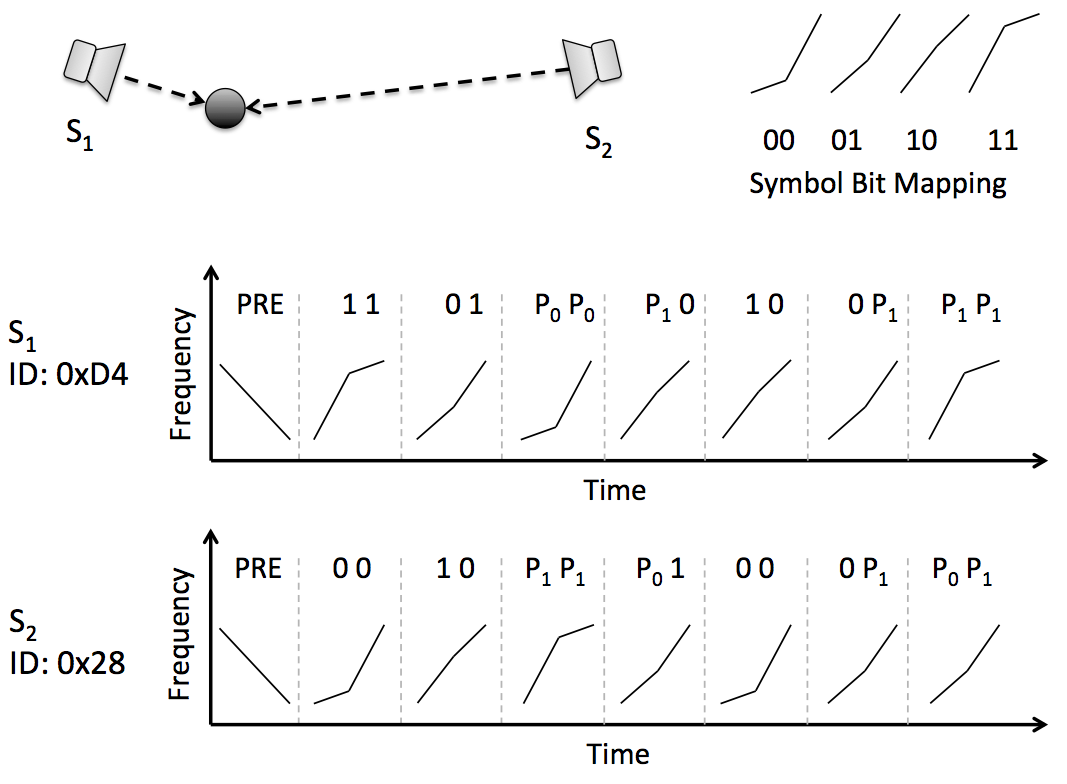 S₁
S₂
00 01 10 11
Symbol Bit Mapping
S₁
ID: 0xD4
Frequency
PRE 1 1 0 1 P₀ P₀ P₁ 0 1 0 0 P₁ P₁ P₁
Time
S₂
ID: 0x28
Frequency
PRE 0 0 1 0 P₁ P₁ P₀ 1 0 0 0 P₁ P₀ P₁
Time